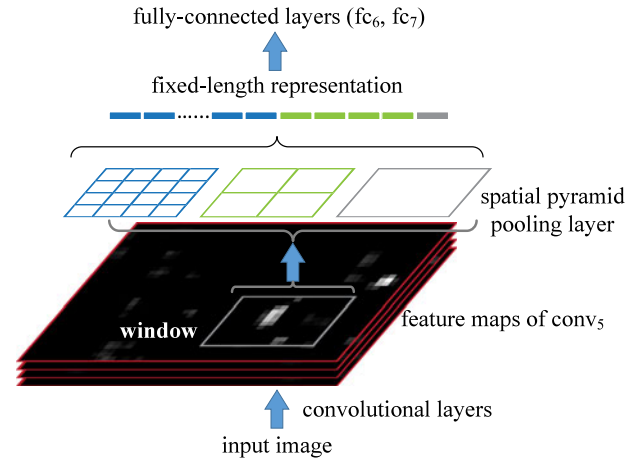 fully-connected layers (fc₆, fc₇)
fixed-length representation
......
spatial pyramid
pooling layer
window
feature maps of conv₅
convolutional layers
input image